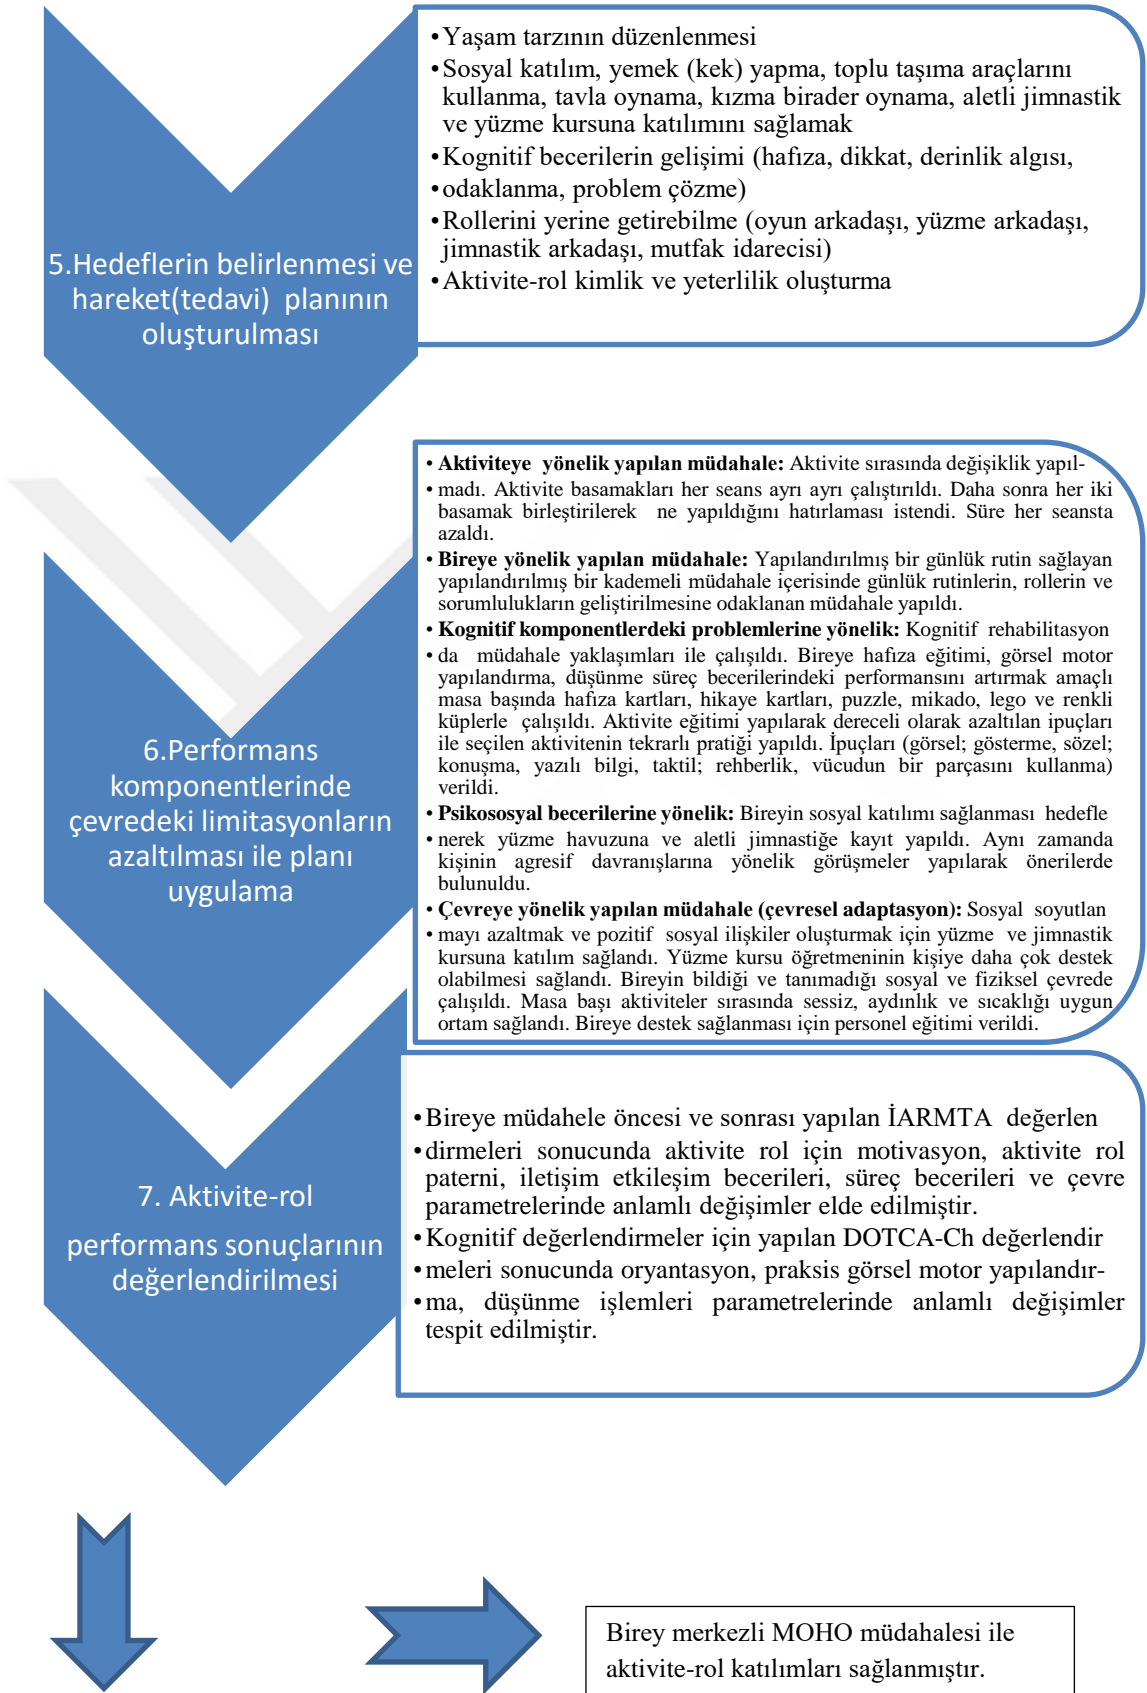 5.Hedeflerin belirlenmesi ve
hareket(tedavi) planının
oluşturulması
•Yaşam tarzının düzenlenmesi
•Sosyal katılım, yemek (kek) yapma, toplu taşıma araçlarını
kullanma, tavla oynama, kızma birader oynama, aletli jimnastik
ve yüzme kursuna katılımını sağlamak
•Kognitif becerilerin gelişimi (hafıza, dikkat, derinlik algısı,
•odaklanma, problem çözme)
•Rollerini yerine getirebilme (oyun arkadaşı, yüzme arkadaşı,
jimnastik arkadaşı, mutfak idarecisi)
•Aktivite-rol kimlik ve yeterlilik oluşturma
6.Performans
komponentlerinde
çevredeki limitasyonların
azaltılması ile planı
uygulama
• Aktiviteye yönelik yapılan müdahale: Aktivite sırasında değişiklik yapıl-
• madı. Aktivite basamakları her seans ayrı ayrı çalıştırıldı. Daha sonra her iki
basamak birleştirilerek ne yapıldığını hatırlaması istendi. Süre her seansta
azaldı.
• Bireye yönelik yapılan müdahale: Yapılandırılmış bir günlük rutin sağlayan
yapılandırılmış bir kademeli müdahale içerisinde günlük rutinlerin, rollerin ve
sorumlulukların geliştirilmesine odaklanan müdahale yapıldı.
• Kognitif komponentlerdeki problemlerine yönelik: Kognitif rehabilitasyon
• da müdahale yaklaşımları ile çalışıldı. Bireye hafıza eğitimi, görsel motor
yapılandırma, düşünme süreç becerilerindeki performansını artırmak amaçlı
masa başında hafıza kartları, hikaye kartları, puzzle, mikado, lego ve renkli
küplerle çalışıldı. Aktivite eğitimi yapılarak dereceli olarak azaltılan ipuçları
ile seçilen aktivitenin tekrarlı pratiği yapıldı. İpuçları (görsel; gösterme, sözel;
konuşma, yazılı bilgi, taktil; rehberlik, vücudun bir parçasını kullanma)
verildi.
• Psikososyal becerilerine yönelik: Bireyin sosyal katılımı sağlanması hedefle
• nerek yüzme havuzuna ve aletli jimnastiğe kayıt yapıldı. Aynı zamanda
kişinin agresif davranışlarına yönelik görüşmeler yapılarak önerilerde
bulunuldu.
• Çevreye yönelik yapılan müdahale (çevresel adaptasyon): Sosyal soyutlan
• mayı azaltmak ve pozitif sosyal ilişkiler oluşturmak için yüzme ve jimnastik
kursuna katılım sağlandı. Yüzme kursu öğretmeninin kişiye daha çok destek
olabilmesi sağlandı. Bireyin bildiği ve tanımadığı sosyal ve fiziksel çevrede
çalışıldı. Masa başı aktiviteler sırasında sessiz, aydınlık ve sıcaklığı uygun
ortam sağlandı. Bireye destek sağlanması için personel eğitimi verildi.
7. Aktivite-rol
performans sonuçlarının
değerlendirilmesi
•Bireye müdahele öncesi ve sonrası yapılan İARMTA değerlen
•dirmeleri sonucunda aktivite rol için motivasyon, aktivite rol
paterni, iletişim etkileşim becerileri, süreç becerileri ve çevre
parametrelerinde anlamlı değişimler elde edilmiştir.
•Kognitif değerlendirmeler için yapılan DOTCA-Ch değerlendir
•meleri sonucunda oryantasyon, praksis görsel motor yapılandır-
•ma, düşünme işlemleri parametrelerinde anlamlı değişimler
tespit edilmiştir.
Birey merkezli MOHO müdahalesi ile
aktivite-rol katılımları sağlanmıştır.